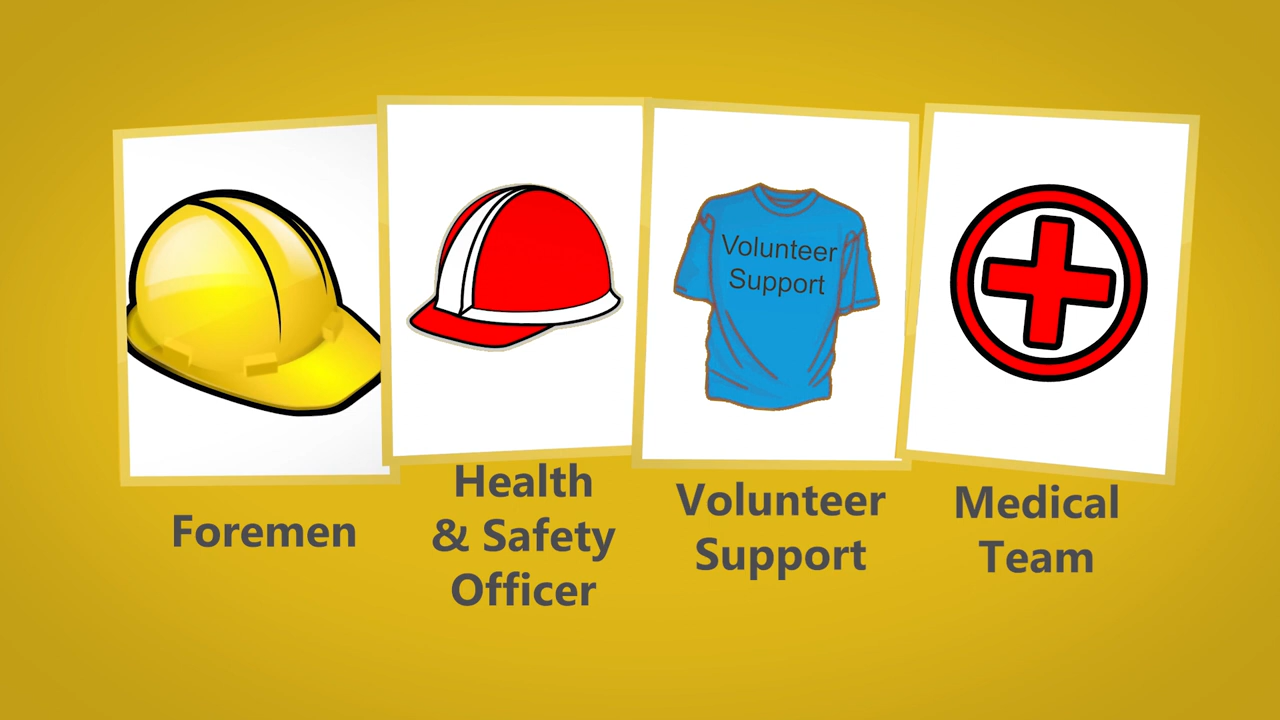 Volunteer
Support
Foremen
Health
& Safety
Officer
Volunteer
Support
Medical
Team